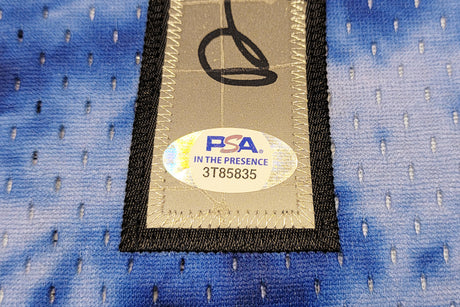 PSA
IN THE PRESENCE
3T85835